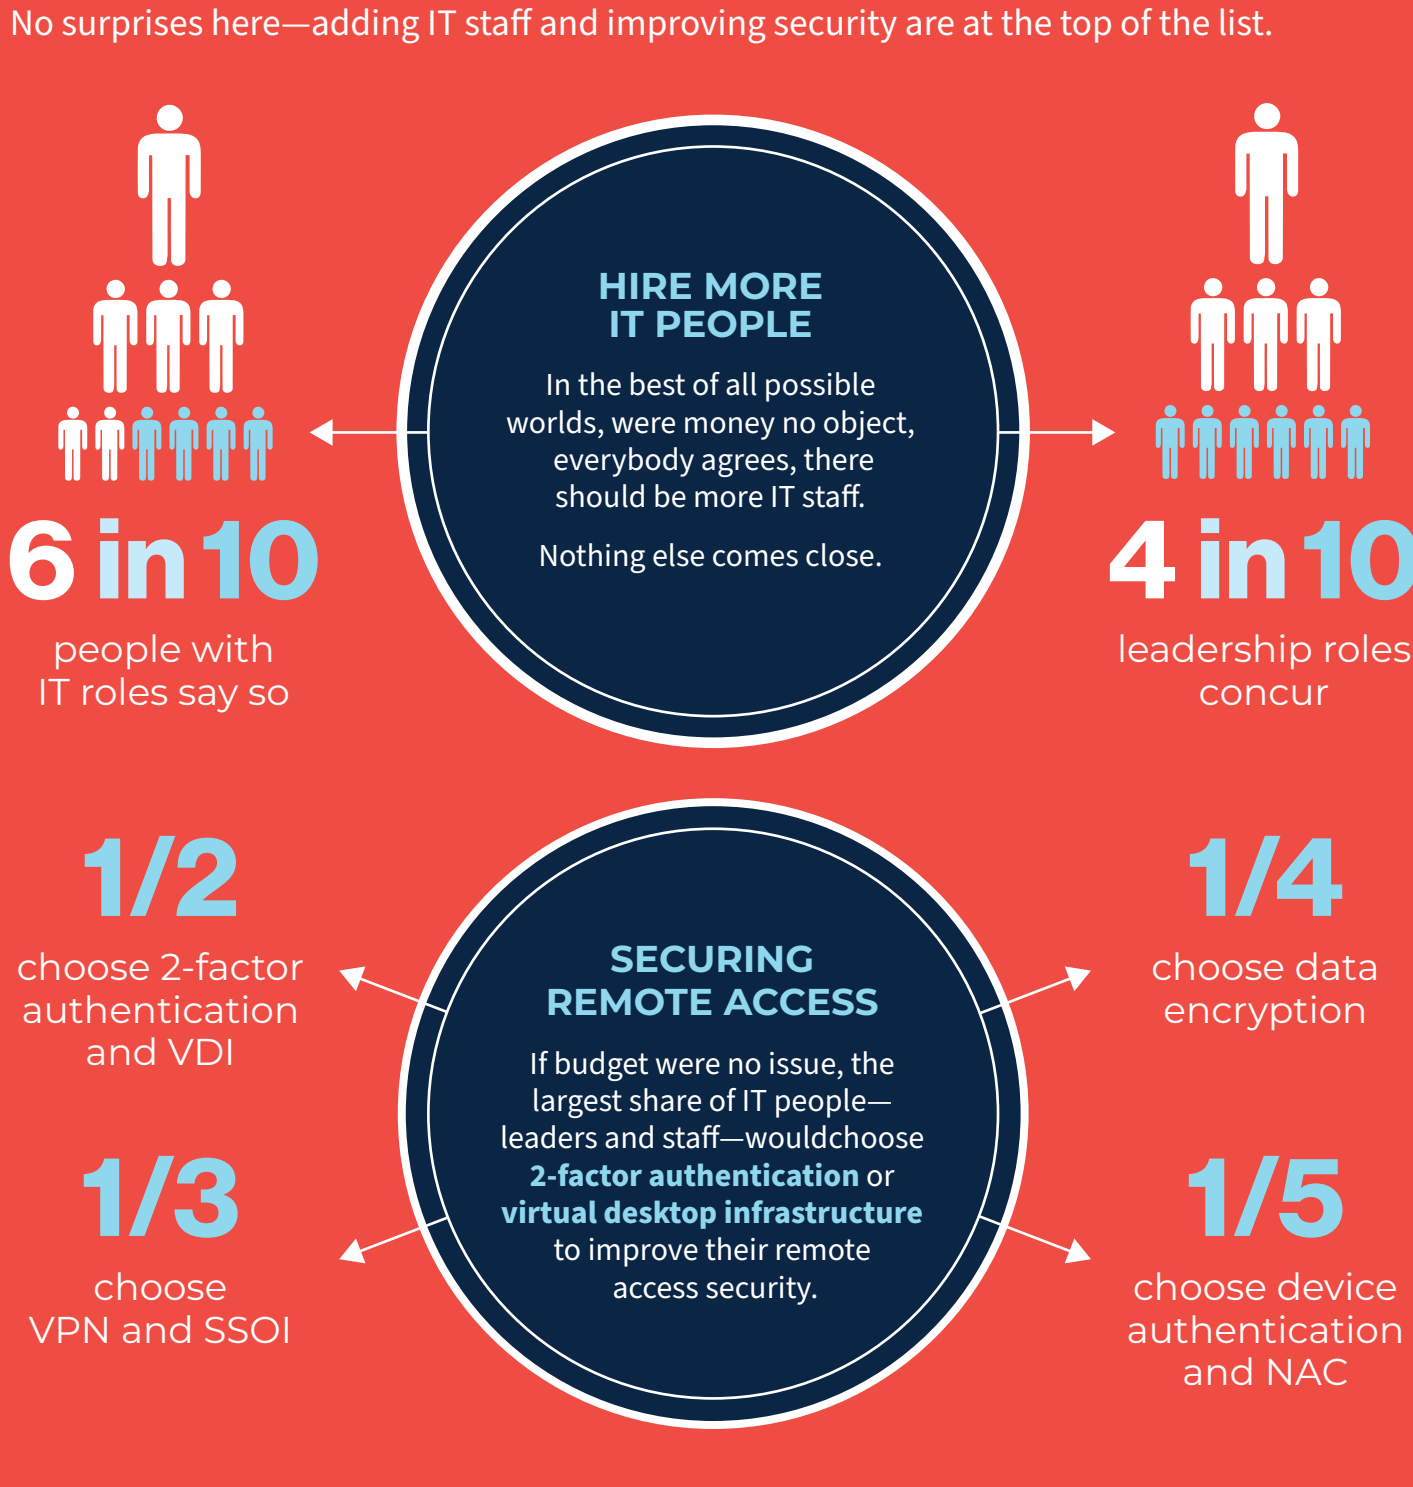 No surprises here—adding IT staff and improving security are at the top of the list.
HIRE MORE
IT PEOPLE
In the best of all possible
worlds, were money no object,
everybody agrees, there
should be more IT staff.
Nothing else comes close.
6 in 10
people with
IT roles say so
4 in 10
leadership roles
concur
SECURING
REMOTE ACCESS
If budget were no issue, the
largest share of IT people—
leaders and staff—wouldchoose
2-factor authentication or
virtual desktop infrastructure
to improve their remote
access security.
1/2
choose 2-factor
authentication
and VDI
1/3
choose
VPN and SSOI
1/4
choose data
encryption
1/5
choose device
authentication
and NAC